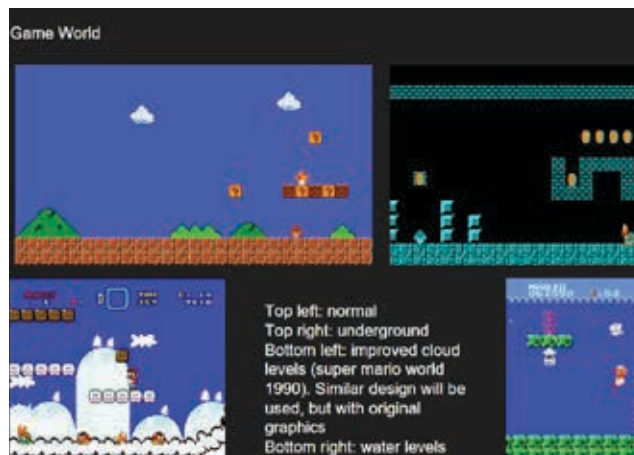 Game World
Top left: normal
Top right: underground
Bottom left: improved cloud
levels (super mario world
1990). Similar design will be
used, but with original
graphics
Bottom right: water levels